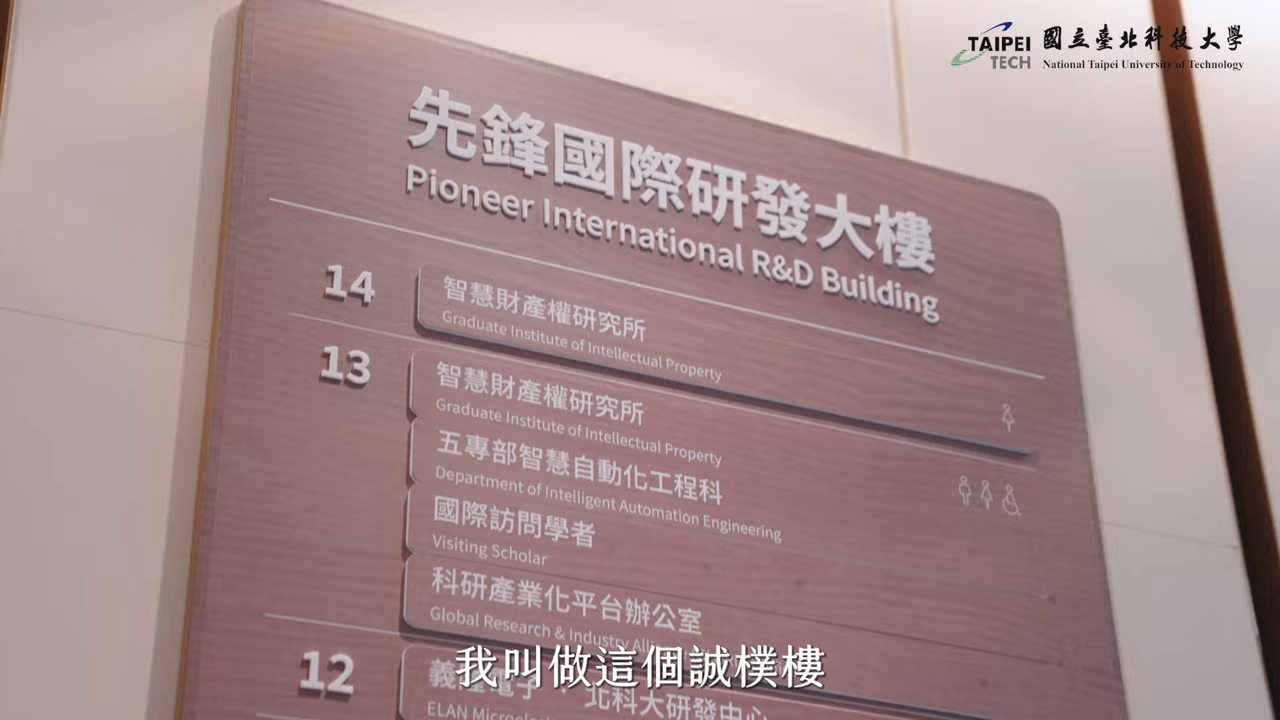 TAIPEI TECH
國立臺北科技大學
National Taipei University of Technology
先鋒國際研發大樓
Pioneer International R&D Building
14
智慧財產權研究所
Graduate Institute of Intellectual Property
13
智慧財產權研究所
Graduate Institute of Intellectual Property
五專部智慧自動化工程科
Department of Intelligent Automation Engineering
國際訪問學者
Visiting Scholar
科研產業化平台辦公室
Global Research & Industry
12
北科大研發中心
ELAN
我叫做這個誠樸樓